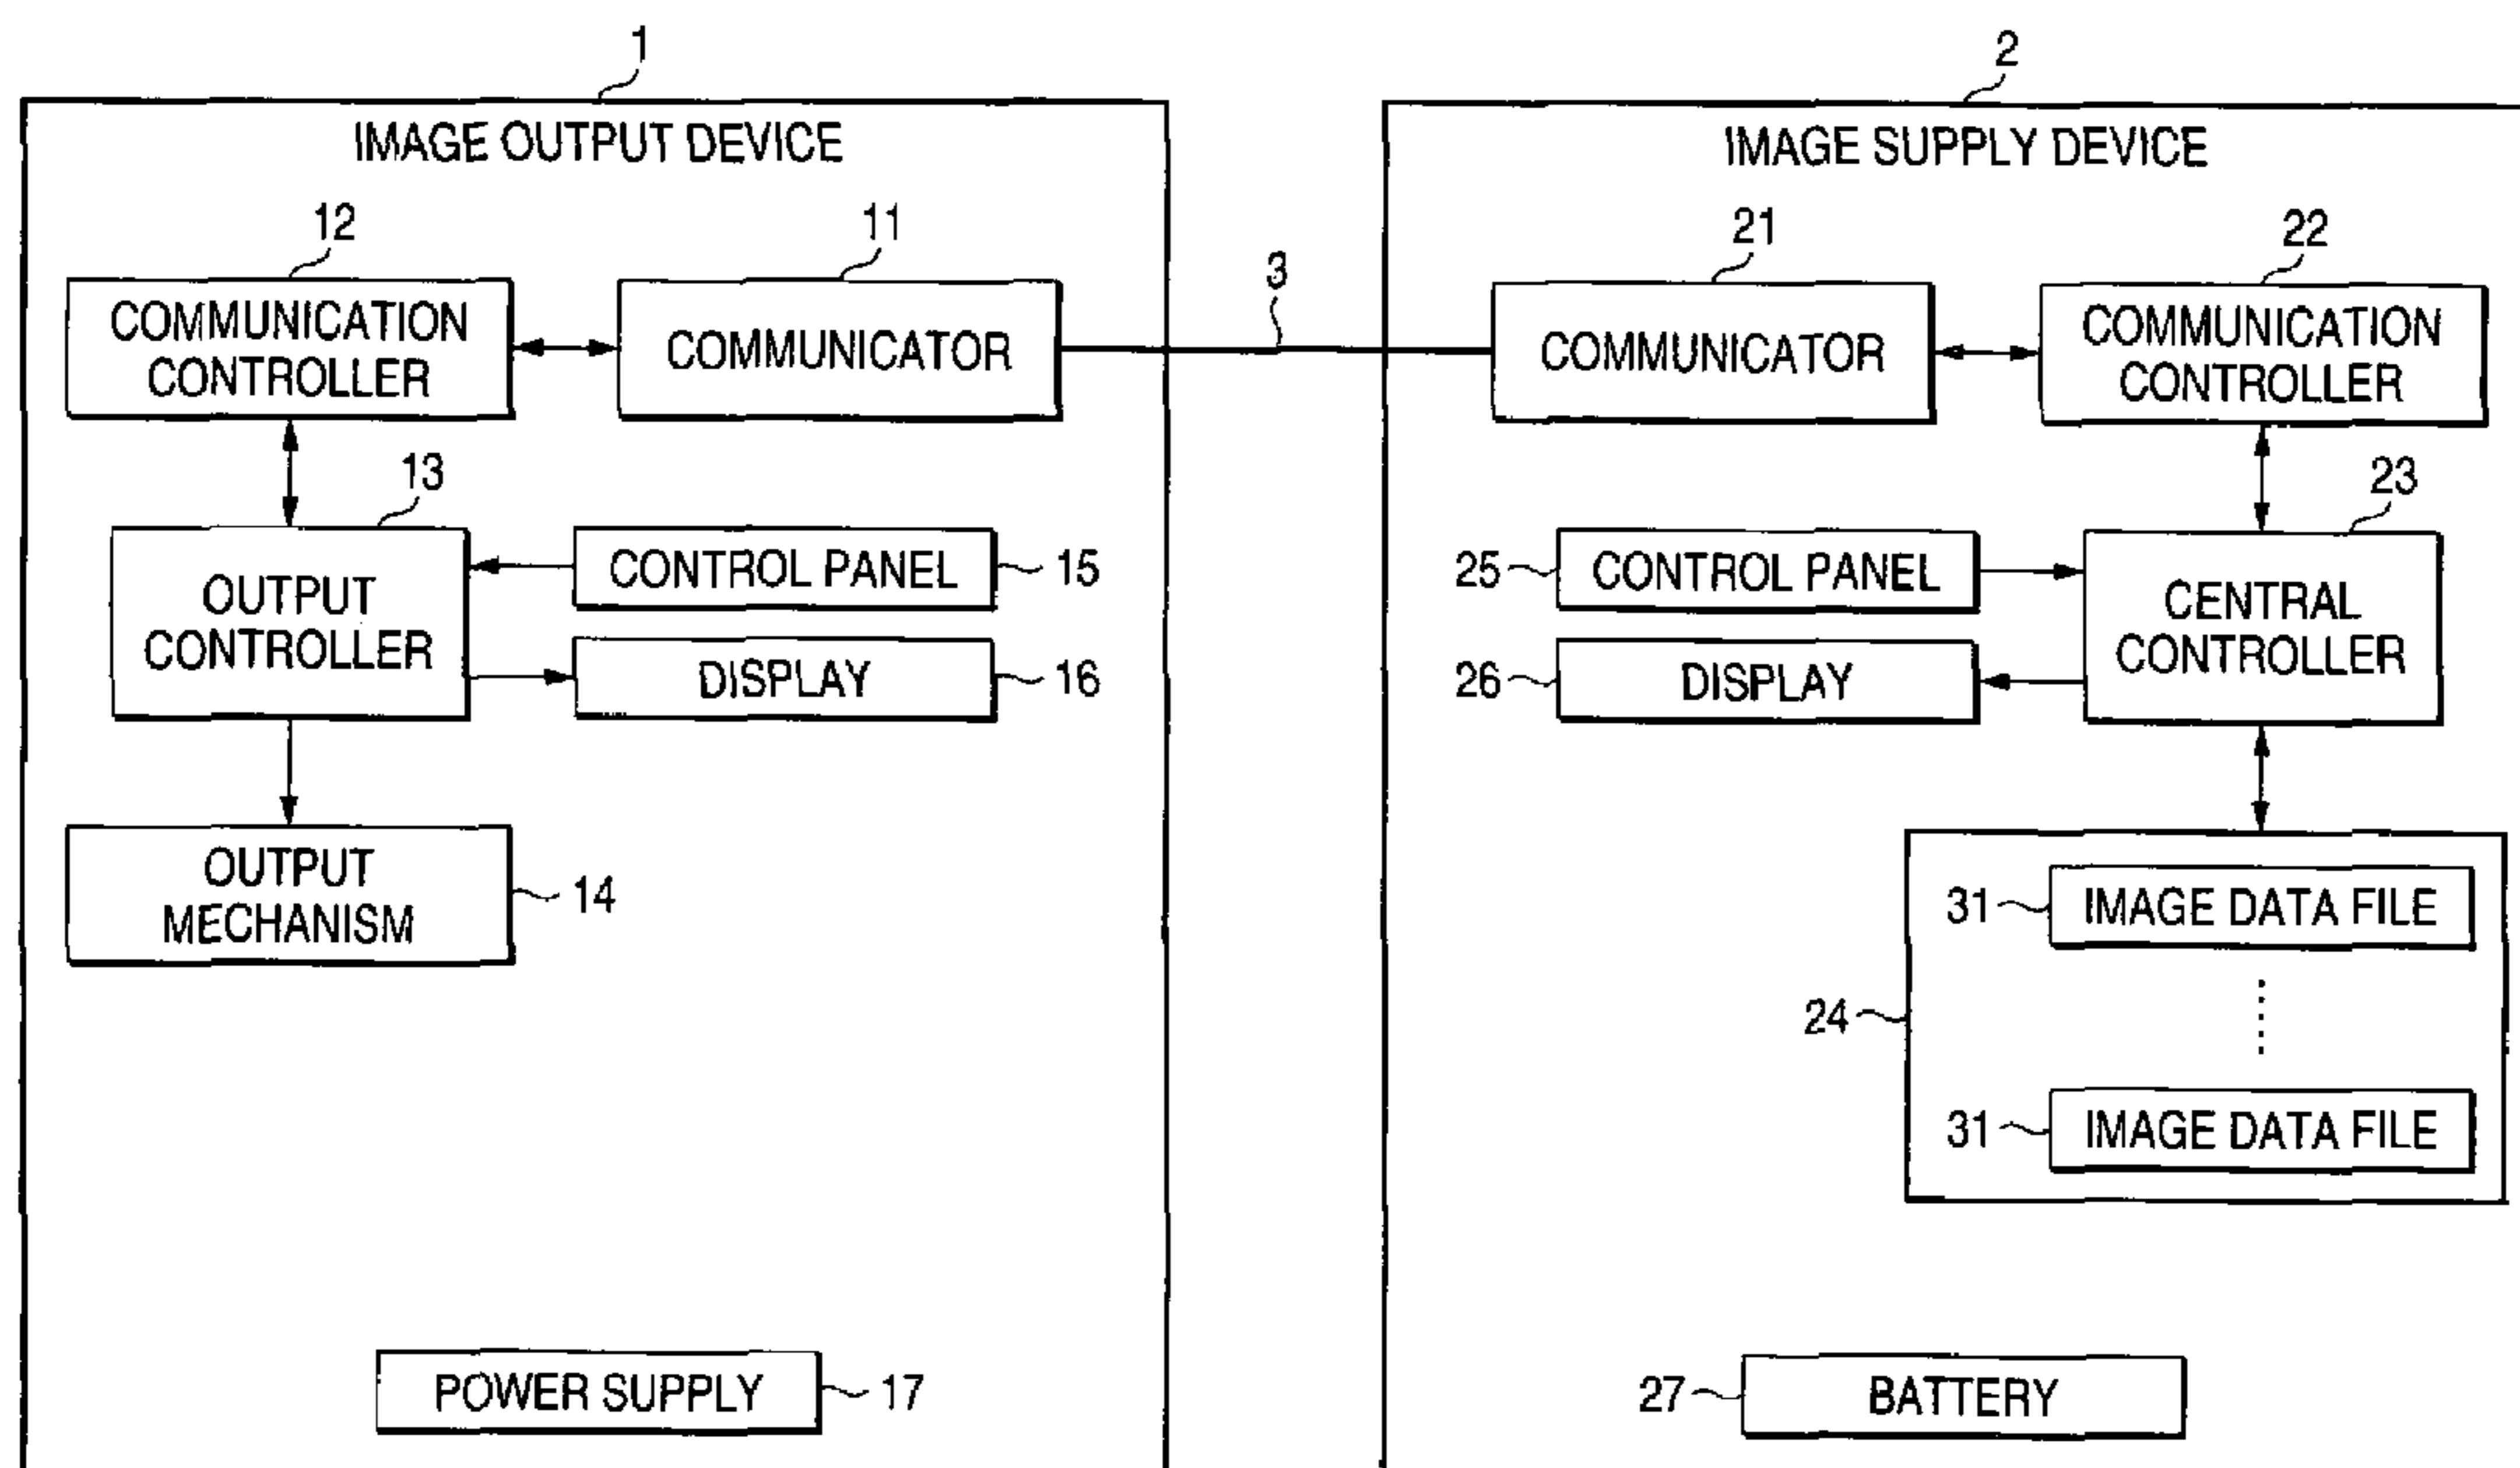 1
IMAGE OUTPUT DEVICE
12
11
COMMUNICATION
CONTROLLER
COMMUNICATOR
13
OUTPUT
CONTROLLER
CONTROL PANEL
15
DISPLAY
16
OUTPUT
MECHANISM
14
POWER SUPPLY
17
3
2
IMAGE SUPPLY DEVICE
21
22
COMMUNICATOR
COMMUNICATION
CONTROLLER
23
25
CONTROL PANEL
CENTRAL
CONTROLLER
26
DISPLAY
31
IMAGE DATA FILE
24
31
IMAGE DATA FILE
27
BATTERY